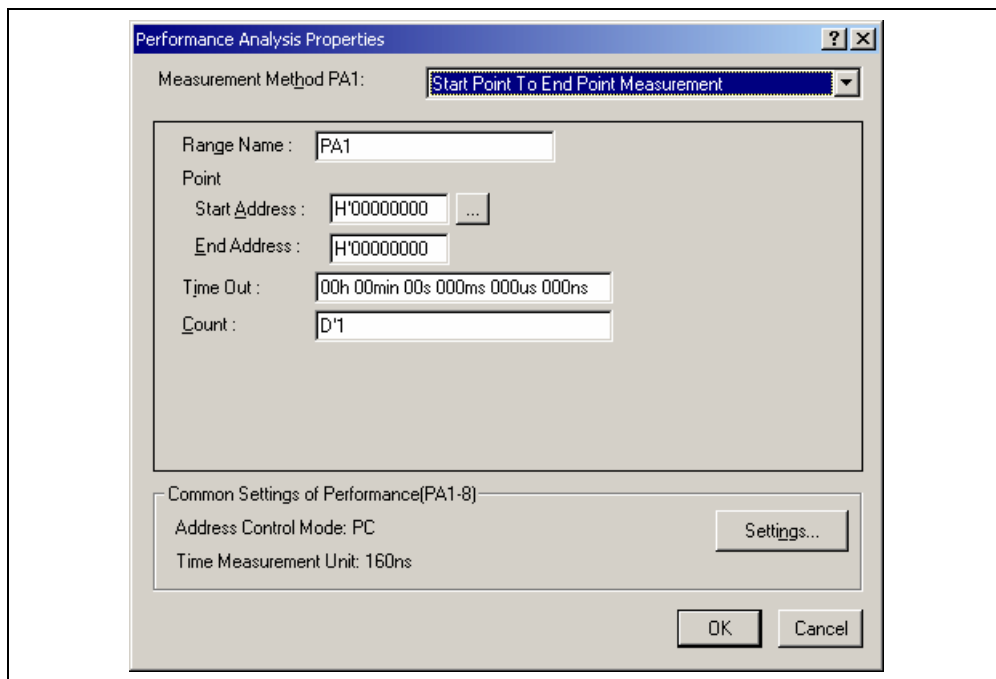 Performance Analysis Properties
Measurement Method PA1: Start Point To End Point Measurement
Range Name : PA1
Point
Start Address : H'00000000 ...
End Address : H'00000000
Time Out : 00h 00min 00s 000ms 000us 000ns
Count : D'1
Common Settings of Performance(PA1-8)
Address Control Mode: PC
Settings...
Time Measurement Unit: 160ns
OK Cancel